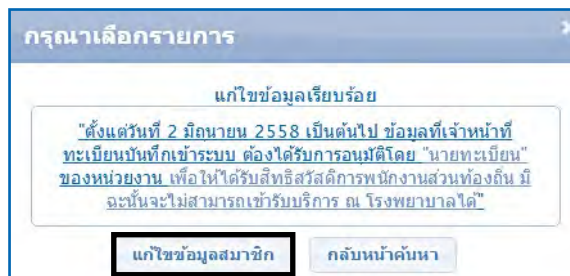 กรุณาเลือกรายการ
แก้ไขข้อมูลเรียบร้อย
"ตั้งแต่วันที่ 2 มิถุนายน 2558 เป็นต้นไป ข้อมูลที่เจ้าหน้าที่
ทะเบียนบันทึกเข้าระบบ ต้องได้รับการอนุมัติโดย "นายทะเบียน"
ของหน่วยงาน เพื่อให้ได้รับสิทธิสวัสดิการพนักงานส่วนท้องถิ่น มิ
ฉะนั้นจะไม่สามารถเข้ารับบริการ ณ โรงพยาบาลได้"
แก้ไขข้อมูลสมาชิก กลับหน้าค้นหา